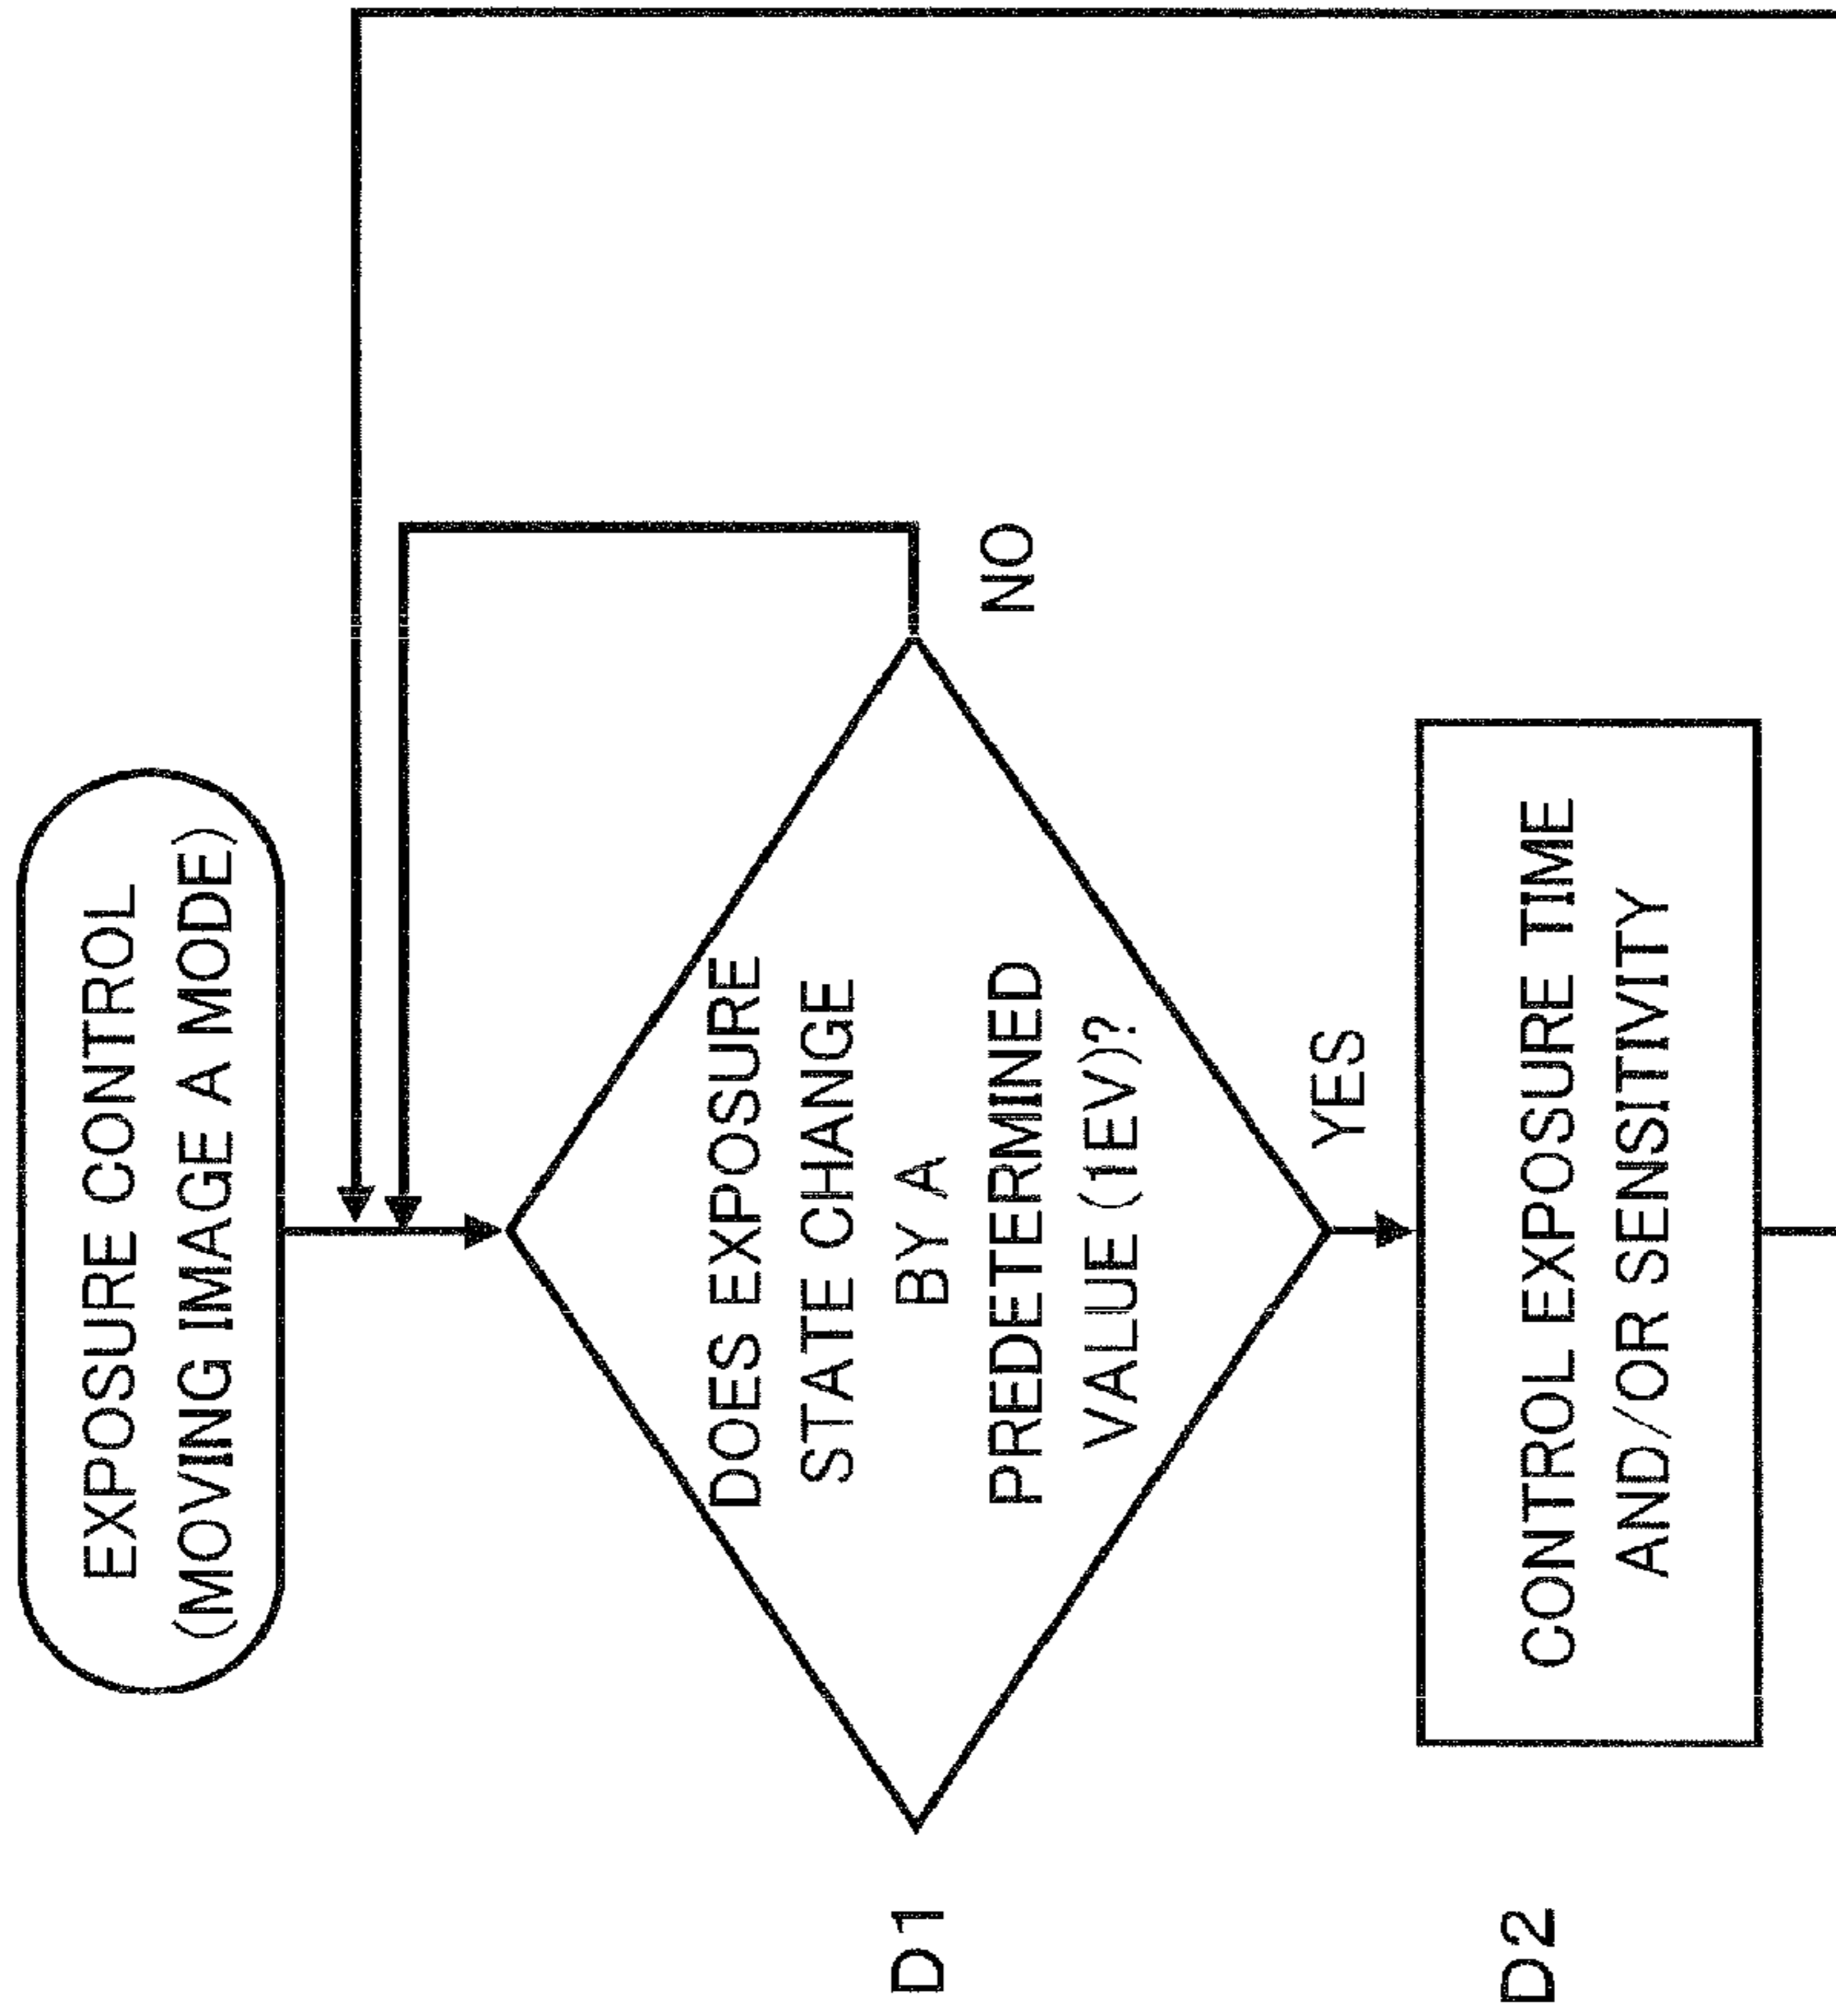 EXPOSURE CONTROL
(MOVING IMAGE A MODE)
D1
DOES EXPOSURE
STATE CHANGE
BY A
PREDETERMINED
VALUE (1EV)?
NO
YES
D2
CONTROL EXPOSURE TIME
AND/OR SENSITIVITY